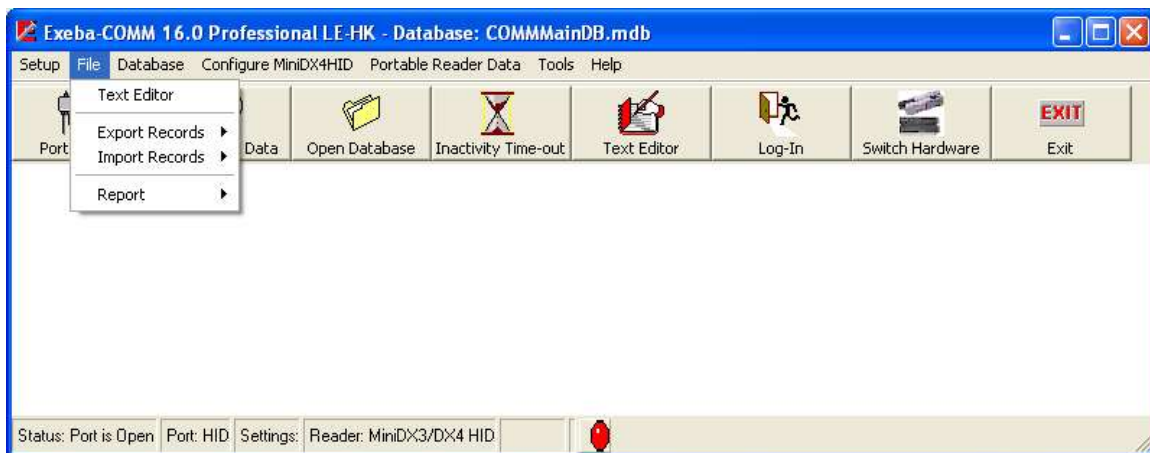 Exeba-COMM 16.0 Professional LE-HK - Database: COMMMainDB.mdb
Setup File Database Configure MiniDX4HID Portable Reader Data Tools Help
Text Editor
Export Records
Import Records
Report
Port Data Open Database Inactivity Time-out Text Editor Log-In Switch Hardware EXIT Exit
Status: Port is Open Port: HID Settings: Reader: MiniDX3/DX4 HID